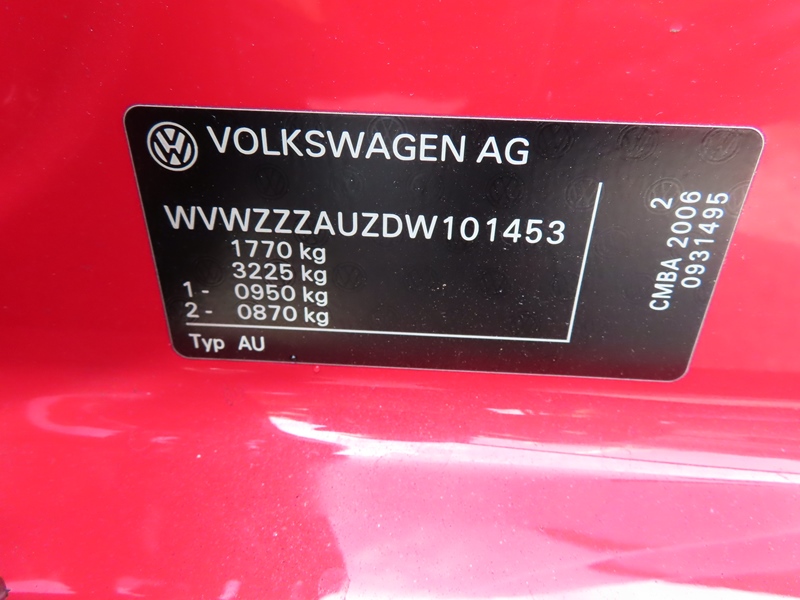 VOLKSWAGEN AG
WVWZZZAUZDW101453
1770 kg
3225 kg
1 - 0950 kg
2 - 0870 kg
Typ AU
2
CMBA 2006
0931495